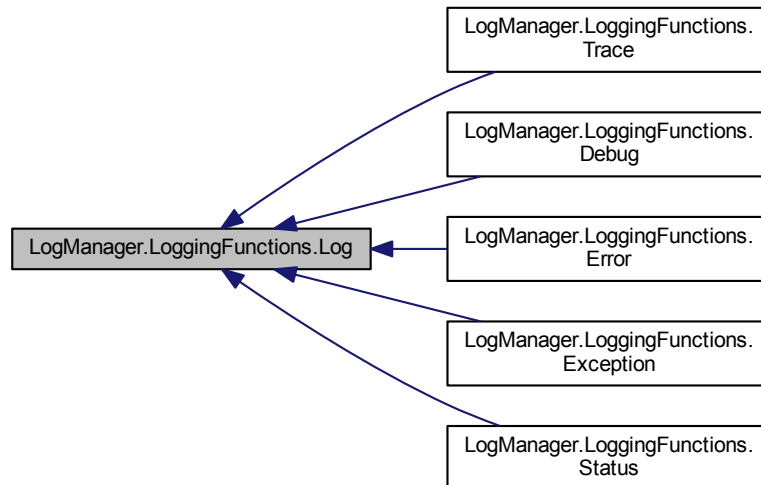 LogManager.LoggingFunctions.
Trace
LogManager.LoggingFunctions.
Debug
LogManager.LoggingFunctions.Log
LogManager.LoggingFunctions.
Error
LogManager.LoggingFunctions.
Exception
LogManager.LoggingFunctions.
Status